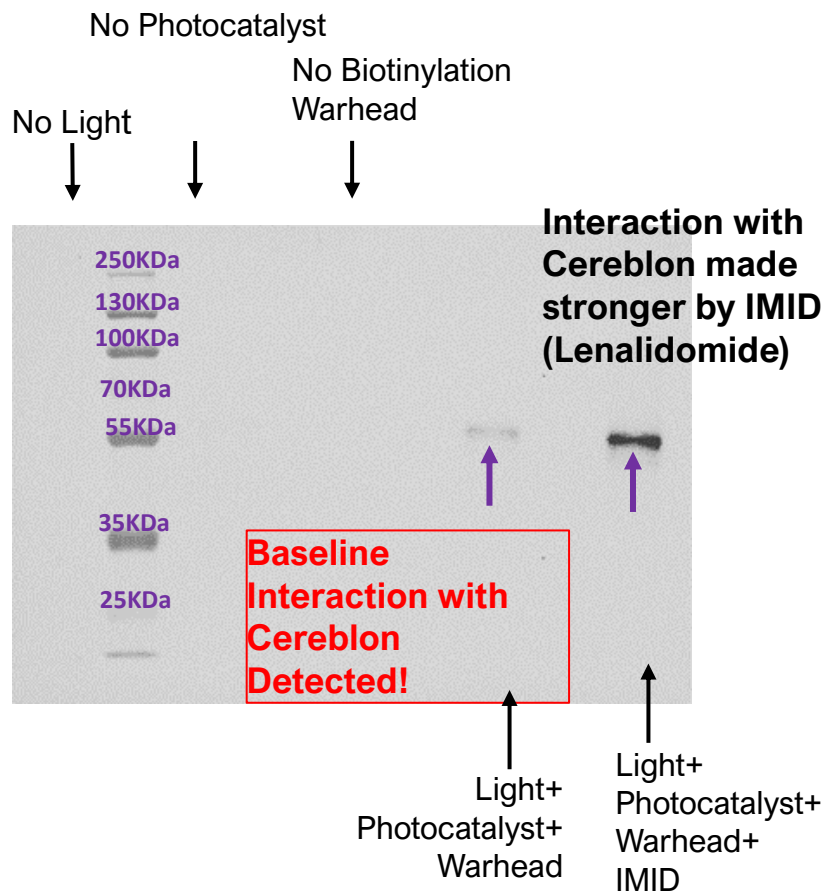 No Photocatalyst
No Biotinylation
Warhead
No Light
Interaction with
Cereblon made
stronger by IMID
(Lenalidomide)
250KDa
130KDa
100KDa
70KDa
55KDa
35KDa
25KDa
Baseline
Interaction with
Cereblon
Detected!
Light+
Photocatalyst+
Warhead
Light+
Photocatalyst+
Warhead+
IMID